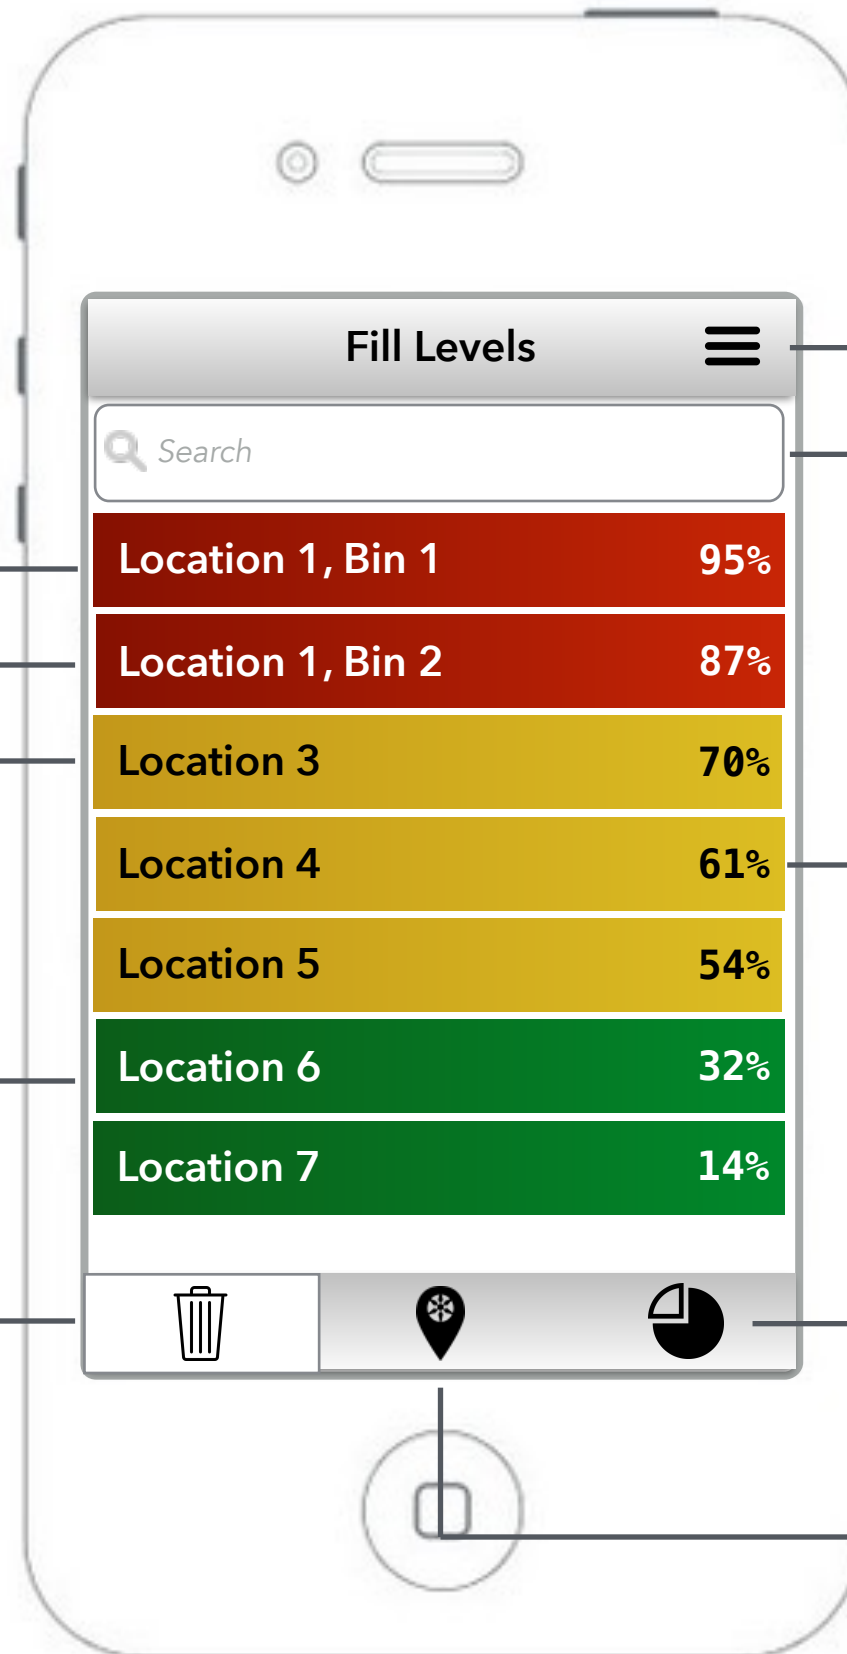 Fill Levels
Search
Location 1, Bin 1 95%
Location 1, Bin 2 87%
Location 3 70%
Location 4 61%
Location 5 54%
Location 6 32%
Location 7 14%